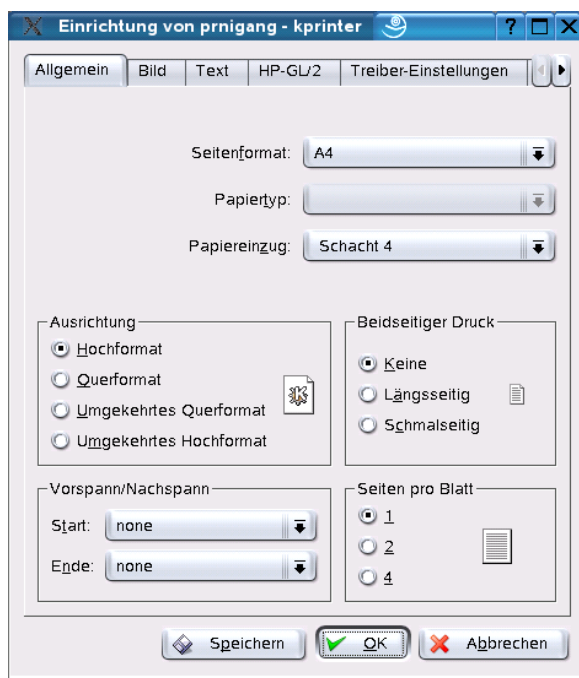 Einrichtung von prnigang - kprinter
Allgemein Bild Text HP-GL/2 Treiber-Einstellungen
Seitenformat: A4
Papiertyp:
Papiereinzug: Schacht 4
Ausrichtung
Hochformat
Querformat
Umgekehrtes Querformat
Umgekehrtes Hochformat
Beidseitiger Druck
Keine
Längsseitig
Schmalseitig
Vorspann/Nachspann
Start: none
Ende: none
Seiten pro Blatt
1
2
4
Speichern OK Abbrechen